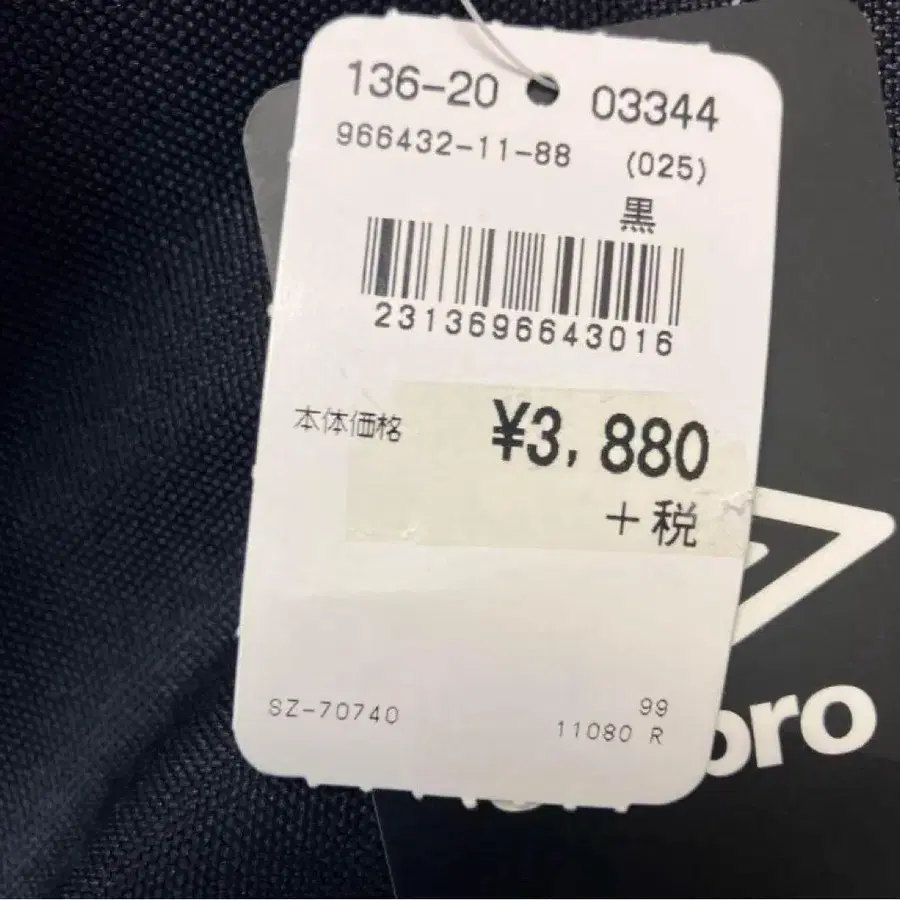 136-20 03344
966432-11-88 (025)
黒
2313696643016
本体価格 ¥3,880
+税
SZ-70740 99
11080 R
bro